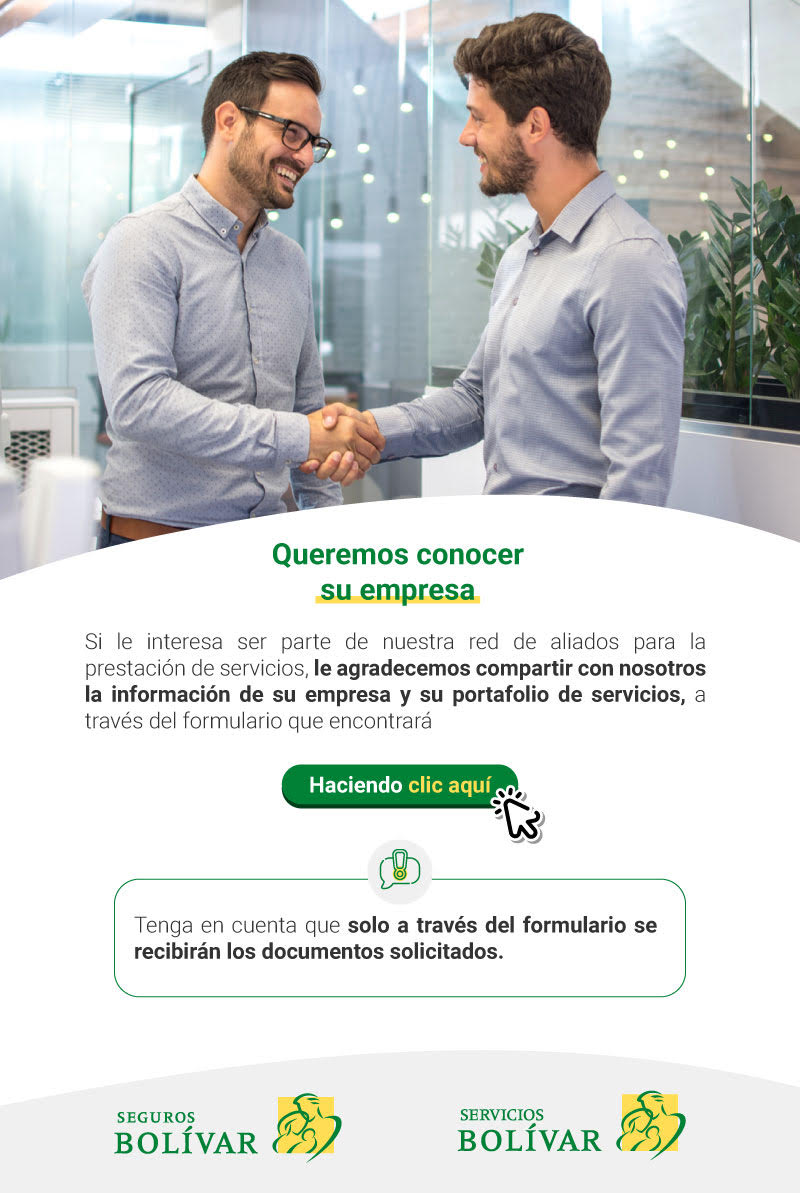 Queremos conocer
su empresa
Si le interesa ser parte de nuestra red de aliados para la
prestación de servicios, le agradecemos compartir con nosotros
la información de su empresa y su portafolio de servicios, a
través del formulario que encontrará
Haciendo clic aquí
Tenga en cuenta que solo a través del formulario se
recibirán los documentos solicitados.
SEGUROS
BOLÍVAR
SERVICIOS
BOLÍVAR